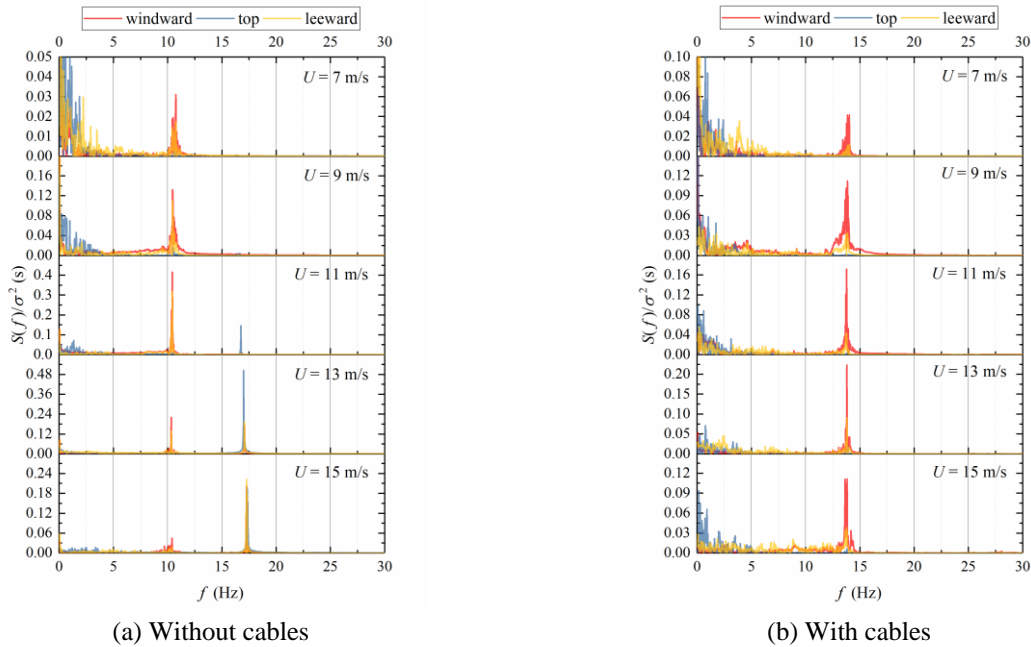 windward top leeward
0 5 10 15 20 25 30
0.05
0.04
0.03
0.02
0.01
0.00
U = 7 m/s
0.16
0.12
0.08
0.04
0.00
U = 9 m/s
0.4
0.3
0.2
0.1
0.0
U = 11 m/s
0.48
0.36
0.24
0.12
0.00
U = 13 m/s
0.24
0.18
0.12
0.06
0.00
U = 15 m/s
0 5 10 15 20 25 30
S(f)/σ² (s)
f (Hz)
(a) Without cables
windward top leeward
0 5 10 15 20 25 30
0.10
0.08
0.06
0.04
0.02
0.00
U = 7 m/s
0.12
0.09
0.06
0.03
0.00
U = 9 m/s
0.16
0.12
0.08
0.04
0.00
U = 11 m/s
0.20
0.15
0.10
0.05
0.00
U = 13 m/s
0.12
0.09
0.06
0.03
0.00
U = 15 m/s
0 5 10 15 20 25 30
S(f)/σ² (s)
f (Hz)
(b) With cables